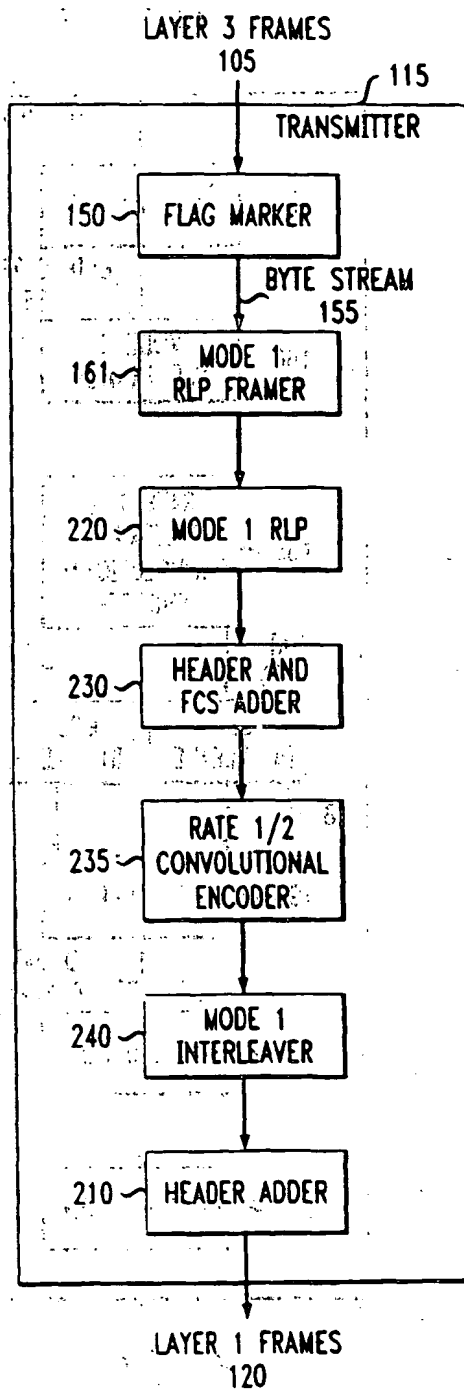 LAYER 3 FRAMES
105
115
TRANSMITTER
150
FLAG MARKER
BYTE STREAM
155
161
MODE 1
RLP FRAMER
220
MODE 1 RLP
230
HEADER AND
FCS ADDER
235
RATE 1/2
CONVOLUTIONAL
ENCODER
240
MODE 1
INTERLEAVER
210
HEADER ADDER
LAYER 1 FRAMES
120